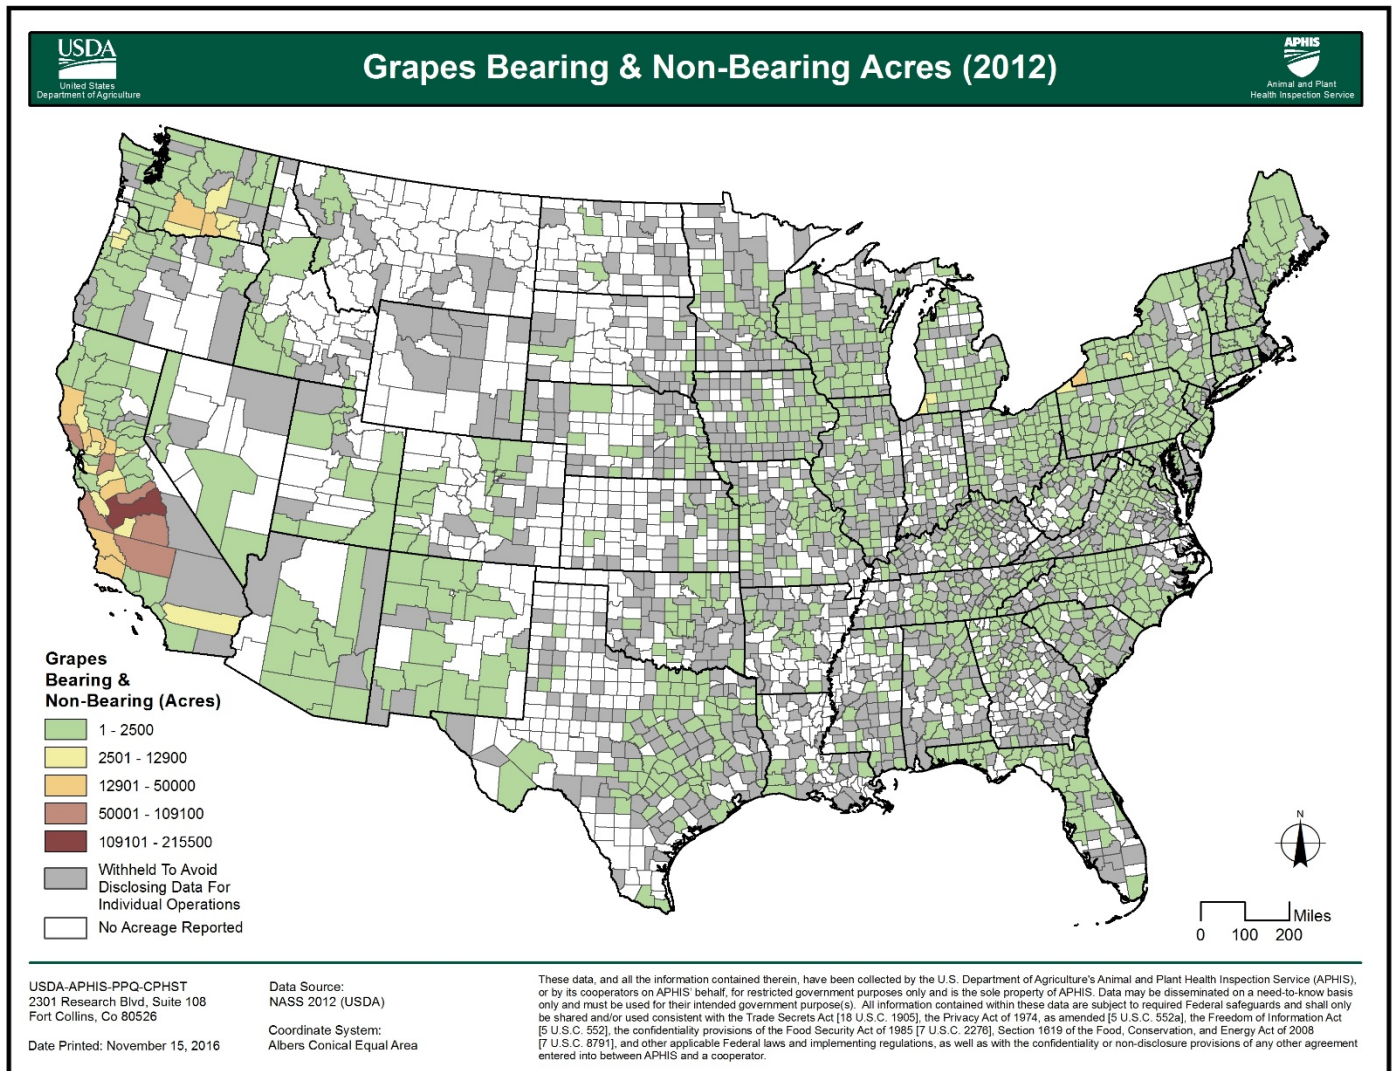 USDA
United States
Department of Agriculture
Grapes Bearing & Non-Bearing Acres (2012)
APHIS
Animal and Plant
Health Inspection Service
Grapes
Bearing &
Non-Bearing (Acres)
1 - 2500
2501 - 12900
12901 - 50000
50001 - 109100
109101 - 215500
Withheld To Avoid
Disclosing Data For
Individual Operations
No Acreage Reported
N
Miles
0 100 200
USDA-APHIS-PPQ-CPHST
2301 Research Blvd, Suite 108
Fort Collins, Co 80526
Date Printed: November 15, 2016
Data Source:
NASS 2012 (USDA)
Coordinate System:
Albers Conical Equal Area
These data, and all the information contained therein, have been collected by the U.S. Department of Agriculture's Animal and Plant Health Inspection Service (APHIS),
or by its cooperators on APHIS' behalf, for restricted government purposes only and is the sole property of APHIS. Data may be disseminated on a need-to-know basis
only and must be used for their intended government purpose(s). All information contained within these data are subject to required Federal safeguards and shall only
be shared and/or used consistent with the Trade Secrets Act [18 U.S.C. 1905], the Privacy Act of 1974, as amended [5 U.S.C. 552a], the Freedom of Information Act
[5 U.S.C. 552], the confidentiality provisions of the Food Security Act of 1985 [7 U.S.C. 2276], Section 1619 of the Food, Conservation, and Energy Act of 2008
[7 U.S.C. 8791], and other applicable Federal laws and implementing regulations, as well as with the confidentiality or non-disclosure provisions of any other agreement
entered into between APHIS and a cooperator.